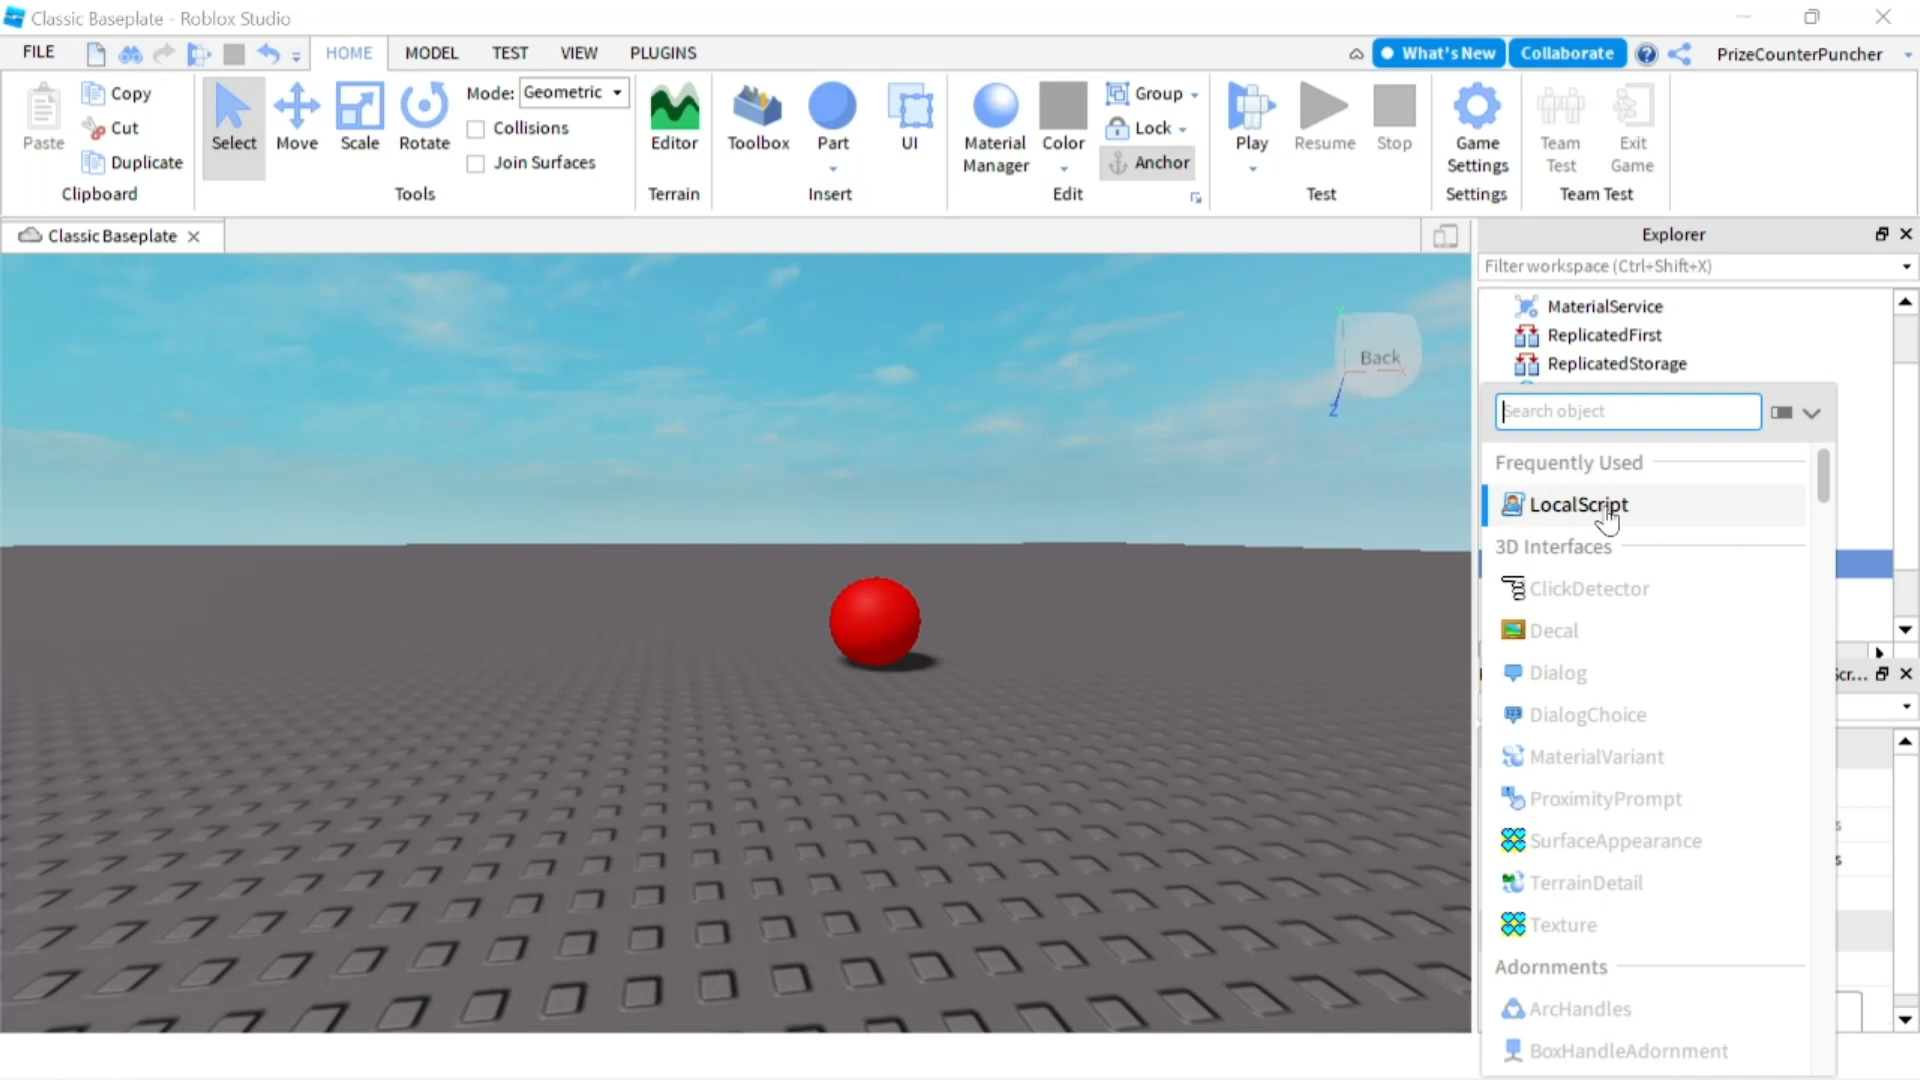 Classic Baseplate - Roblox Studio
FILE HOME MODEL TEST VIEW PLUGINS What's New Collaborate ? PrizeCounterPuncher
Paste
Copy
Cut
Duplicate
Clipboard
Select
Move
Scale
Rotate
Mode: Geometric
Collisions
Join Surfaces
Tools
Editor
Terrain
Toolbox
Part
UI
Insert
Material
Manager
Color
Group
Lock
Anchor
Edit
Play
Resume
Stop
Test
Game
Settings
Settings
Team
Test
Exit
Game
Team Test
Classic Baseplate
Back
Z
Explorer
Filter workspace (Ctrl+Shift+X)
MaterialService
ReplicatedFirst
ReplicatedStorage
Search object
Frequently Used
LocalScript
3D Interfaces
ClickDetector
Decal
Dialog
DialogChoice
MaterialVariant
ProximityPrompt
SurfaceAppearance
TerrainDetail
Texture
Adornments
ArcHandles
BoxHandleAdornment